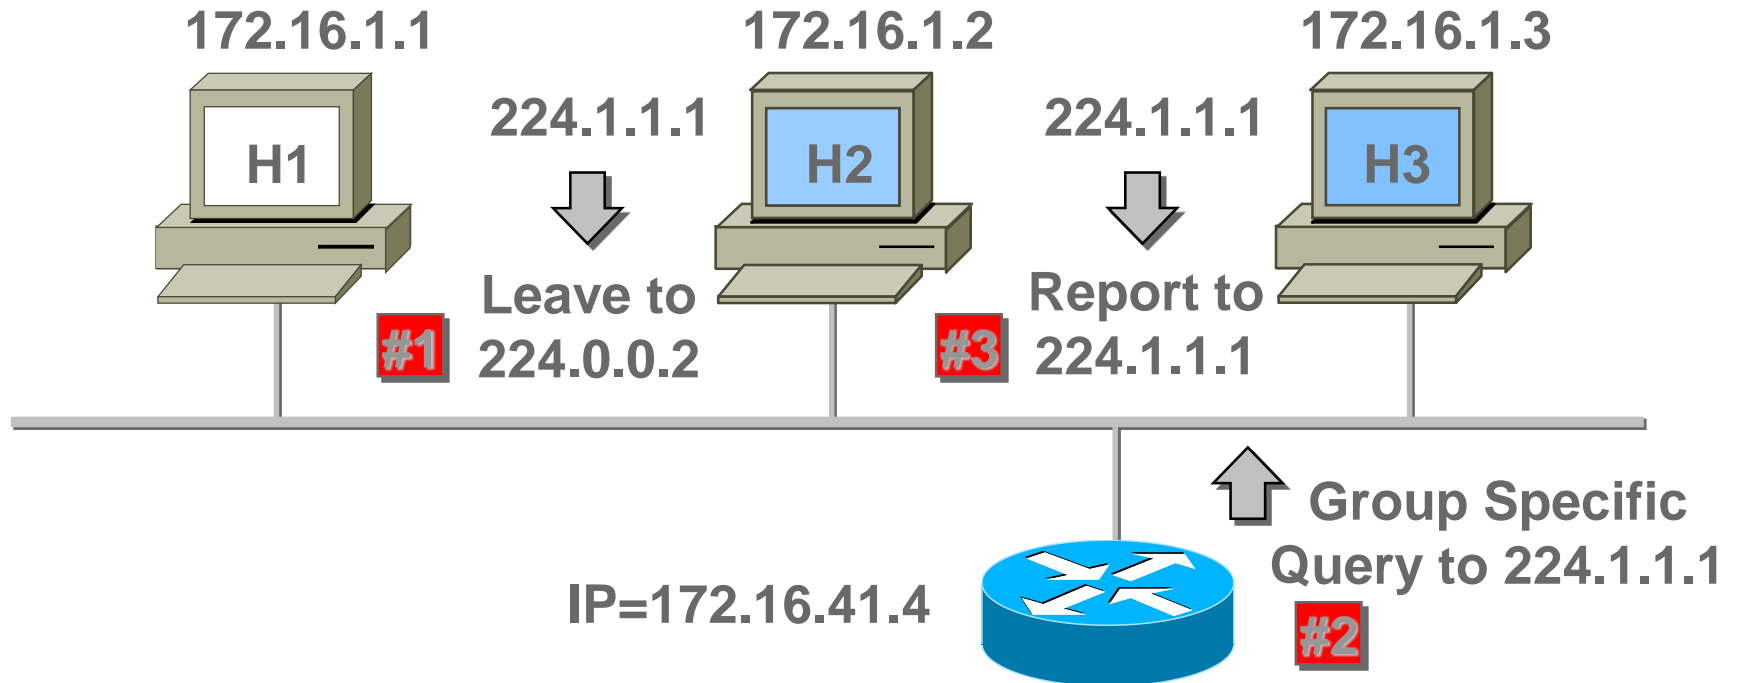 172.16.1.1
172.16.1.2
172.16.1.3
224.1.1.1
224.1.1.1
H1
H2
H3
Leave to
224.0.0.2
#1
Report to
224.1.1.1
#3
Group Specific
Query to 224.1.1.1
#2
IP=172.16.41.4